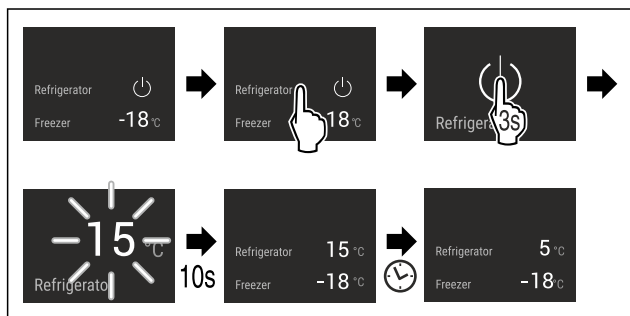 Refrigerator
Freezer -18 °C
Refrigerator
Freezer 18 °C
Refrigera 3s
15 °C
Refrigerato
10s
Refrigerator 15 °C
Freezer -18 °C
Refrigerator 5 °C
Freezer -18 °C